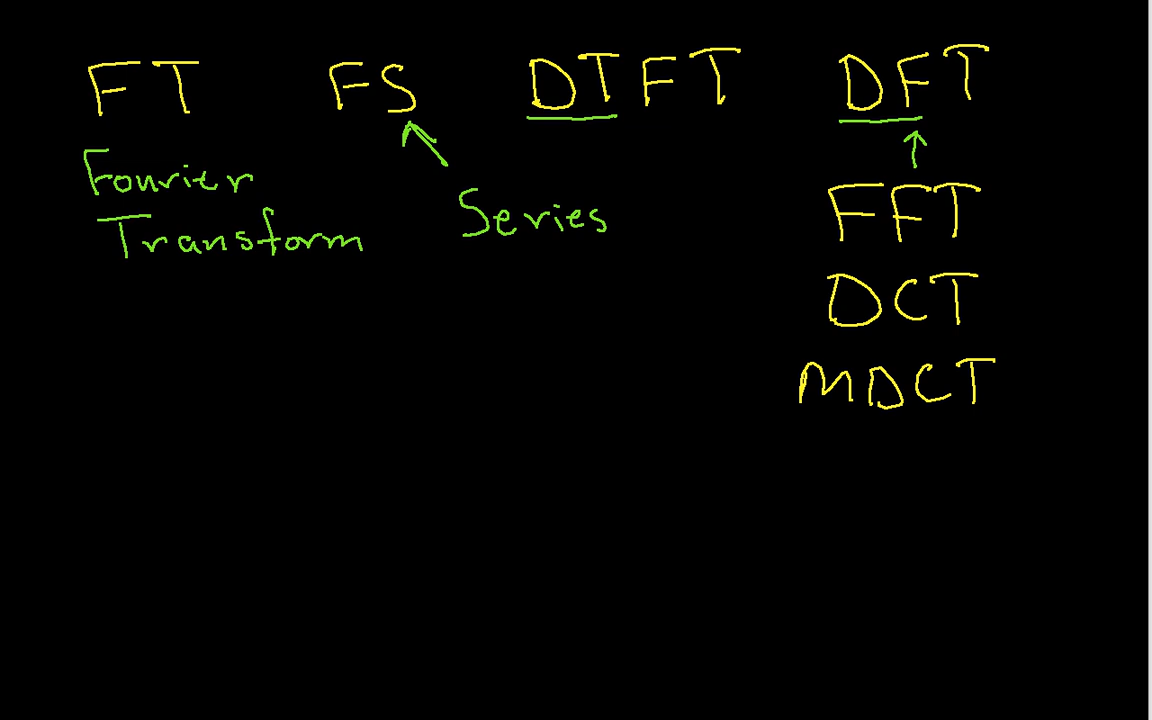 FT FS DTFT DFT
Fourier
Transform
Series
FFT
DCT
MDCT